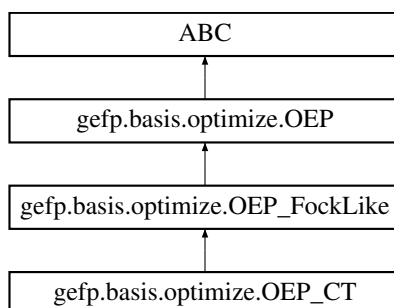 ABC
gefp.basis.optimize.OEP
gefp.basis.optimize.OEP_FockLike
gefp.basis.optimize.OEP_CT